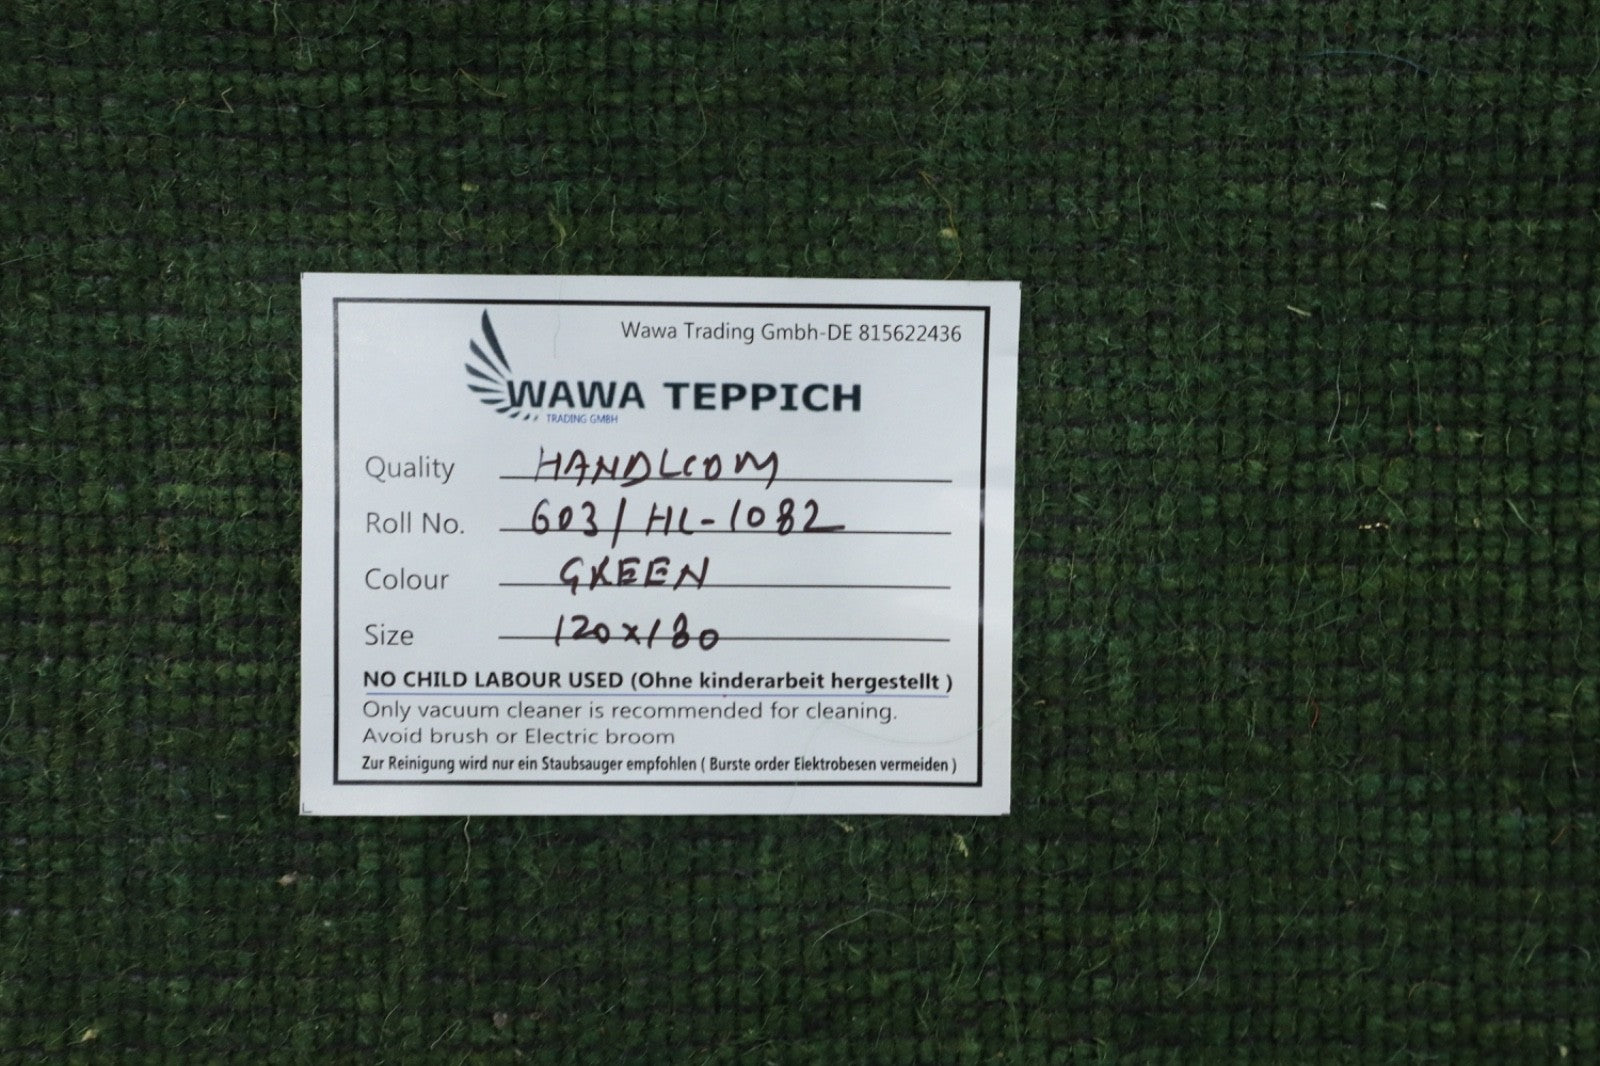 Wawa Trading Gmbh-DE 815622436
WAWA TEPPICH
TRADING GMBH
Quality HANDLOOM
Roll No. 603/HL-1082
Colour GREEN
Size 120x180
NO CHILD LABOUR USED (Ohne kinderarbeit hergestellt )
Only vacuum cleaner is recommended for cleaning.
Avoid brush or Electric broom
Zur Reinigung wird nur ein Staubsauger empfohlen ( Burste order Elektrobesen vermeiden )